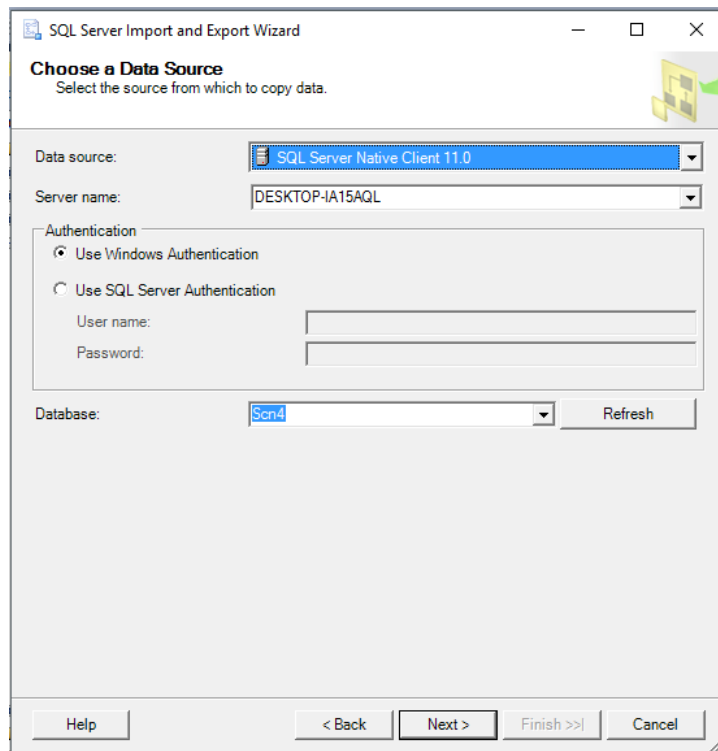 SQL Server Import and Export Wizard
Choose a Data Source
Select the source from which to copy data.
Data source: SQL Server Native Client 11.0
Server name: DESKTOP-IA15AQL
Authentication
Use Windows Authentication
Use SQL Server Authentication
User name:
Password:
Database: Scn4 Refresh
Help < Back Next > Finish >>| Cancel